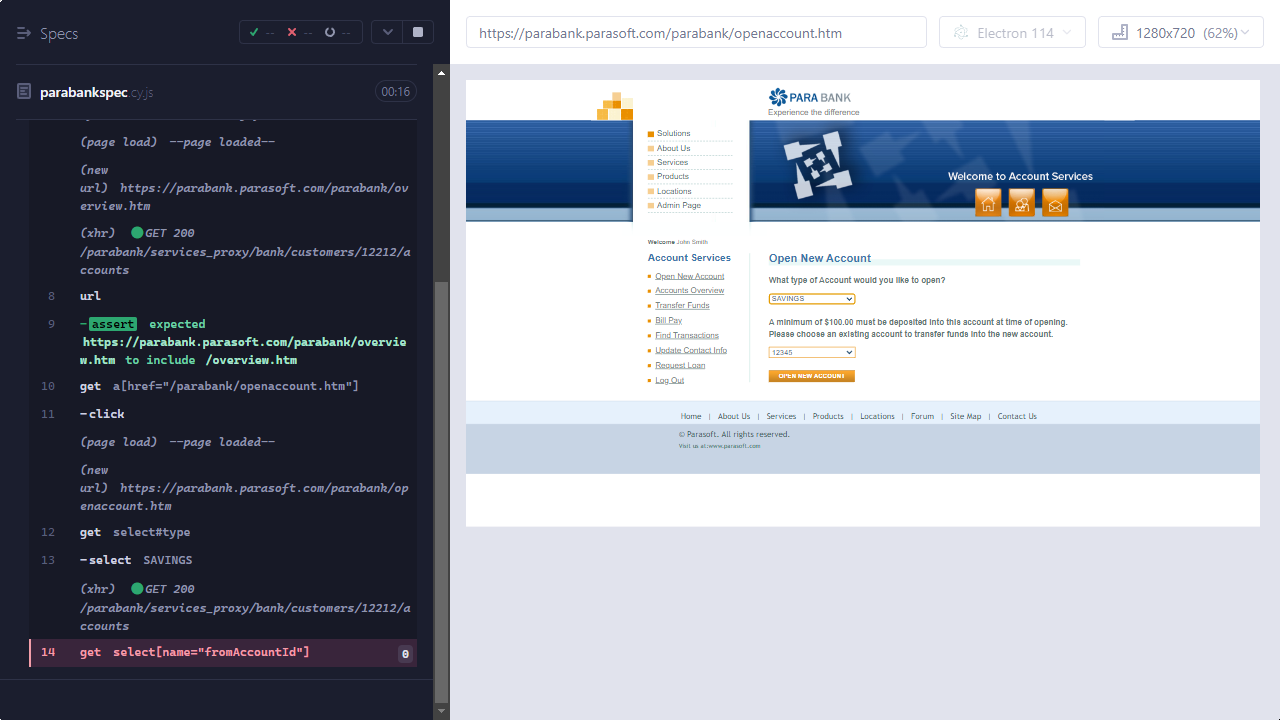 Specs
--
--
--
parabankspec.cy.js
00:16
(page load) --page loaded--
(new
url) https://parabank.parasoft.com/parabank/ov
erview.htm
(xhr) GET 200
/parabank/services_proxy/bank/customers/12212/a
ccounts
8 url
9 -assert expected
https://parabank.parasoft.com/parabank/overvie
w.htm to include /overview.htm
10 get a[href="/parabank/openaccount.htm"]
11 -click
(page load) --page loaded--
(new
url) https://parabank.parasoft.com/parabank/op
enaccount.htm
12 get select#type
13 -select SAVINGS
(xhr) GET 200
/parabank/services_proxy/bank/customers/12212/a
ccounts
14 get select[name="fromAccountId"] 0
https://parabank.parasoft.com/parabank/openaccount.htm
Electron 114
1280x720 (62%)
PARA BANK
Experience the difference
Solutions
About Us
Services
Products
Locations
Admin Page
Welcome to Account Services
Welcome John Smith
Account Services
Open New Account
Accounts Overview
Transfer Funds
Bill Pay
Find Transactions
Update Contact Info
Request Loan
Log Out
Open New Account
What type of Account would you like to open?
SAVINGS
A minimum of $100.00 must be deposited into this account at time of opening.
Please choose an existing account to transfer funds into the new account.
12345
OPEN NEW ACCOUNT
Home | About Us | Services | Products | Locations | Forum | Site Map | Contact Us
© Parasoft. All rights reserved.
Visit us at:www.parasoft.com